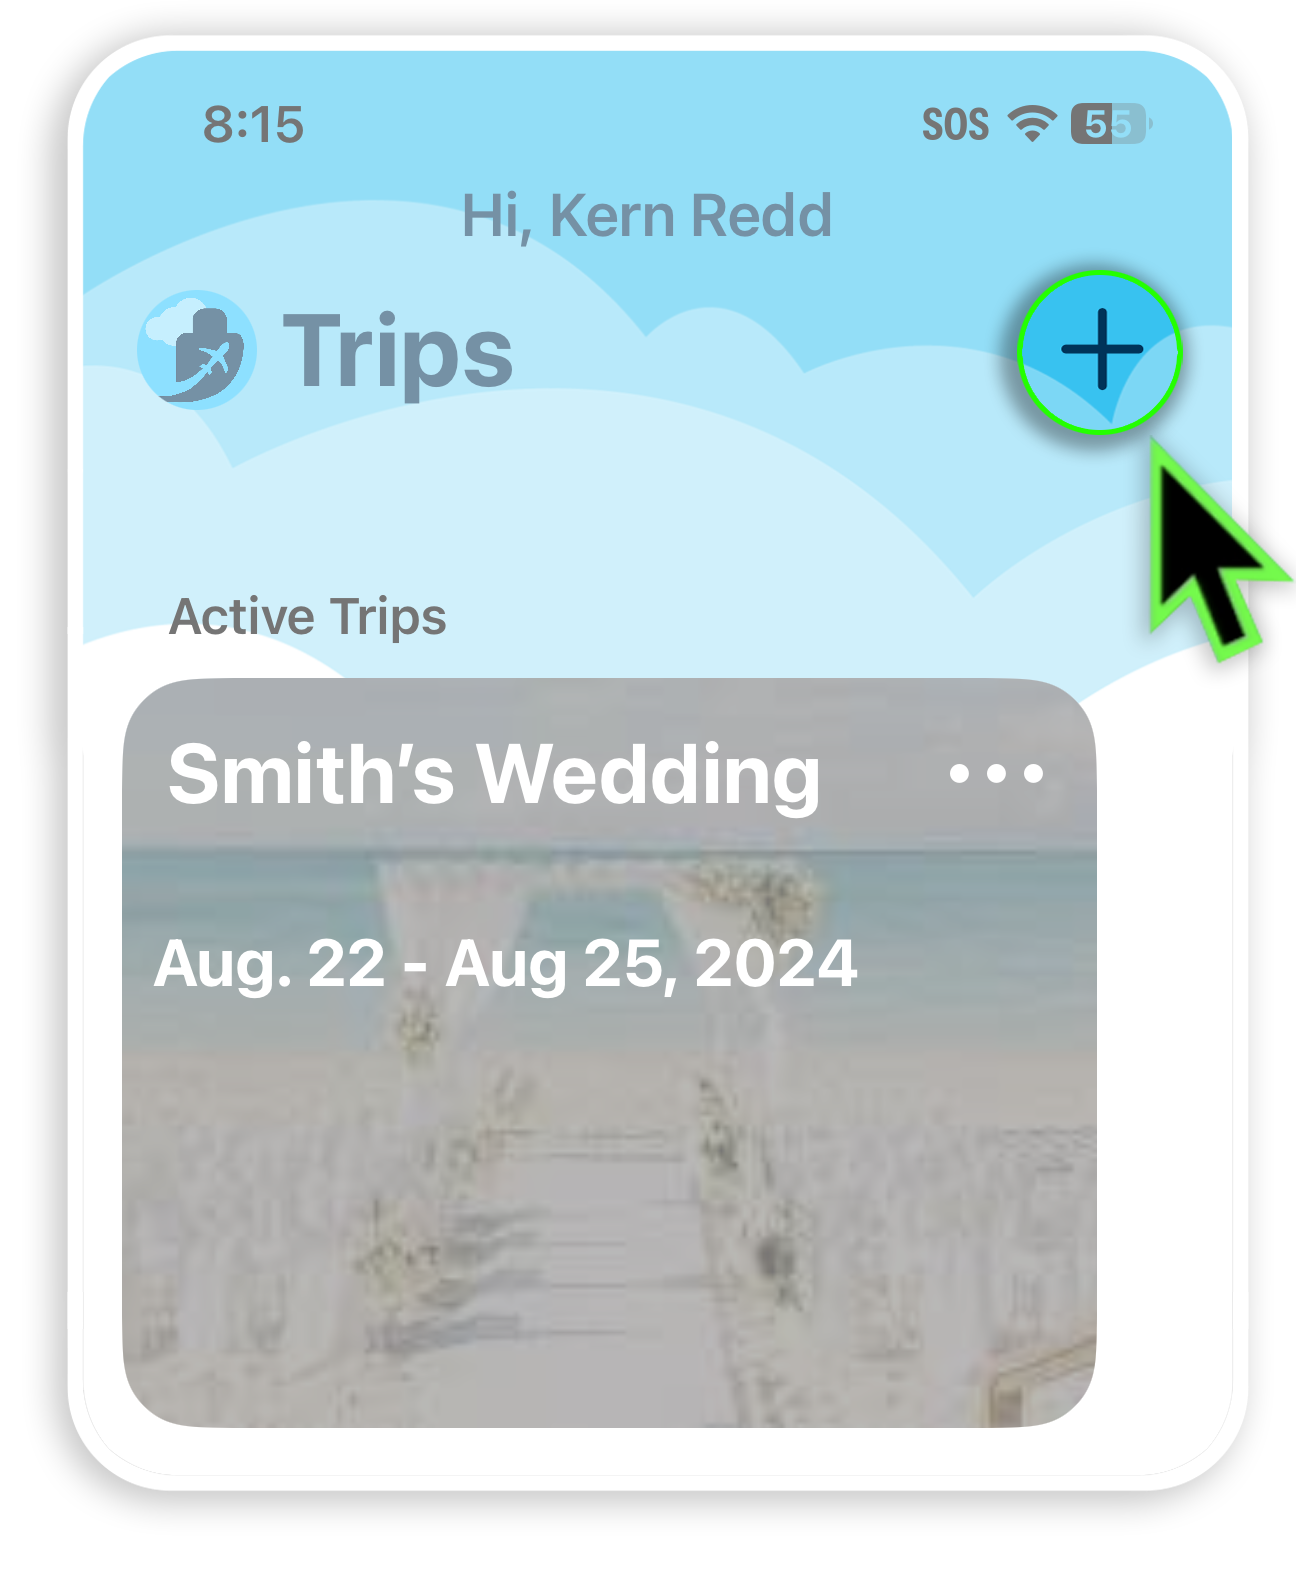 8:15 SOS 55
Hi, Kern Redd
Trips
Active Trips
Smith’s Wedding
Aug. 22 - Aug 25, 2024